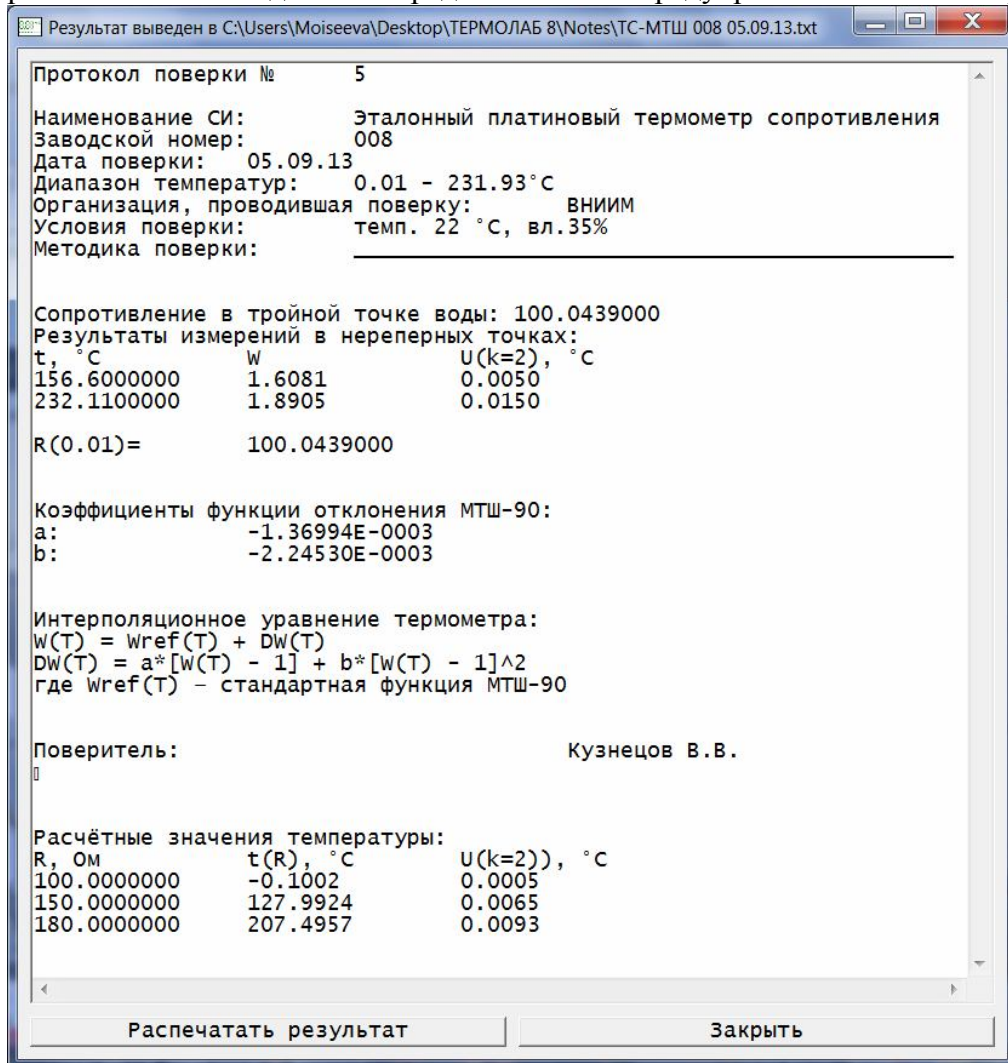 Результат выведен в C:\Users\Moiseeva\Desktop\ТЕРМОЛАБ 8\Notes\ТС-МТШ 008 05.09.13.txt
Протокол поверки № 5
Наименование СИ: Эталонный платиновый термометр сопротивления
Заводской номер: 008
Дата поверки: 05.09.13
Диапазон температур: 0.01 - 231.93°C
Организация, проводившая поверку: ВНИИМ
Условия поверки: темп. 22 °C, вл.35%
Методика поверки:
Сопротивление в тройной точке воды: 100.0439000
Результаты измерений в нереперных точках:
t, °C W U(k=2), °C
156.6000000 1.6081 0.0050
232.1100000 1.8905 0.0150
R(0.01)= 100.0439000
Коэффициенты функции отклонения МТШ-90:
a: -1.36994E-0003
b: -2.24530E-0003
Интерполяционное уравнение термометра:
W(T) = Wref(T) + DW(T)
DW(T) = a*[W(T) - 1] + b*[W(T) - 1]^2
где Wref(T) – стандартная функция МТШ-90
Поверитель: Кузнецов В.В.
Расчётные значения температуры:
R, Ом t(R), °C U(k=2)), °C
100.0000000 -0.1002 0.0005
150.0000000 127.9924 0.0065
180.0000000 207.4957 0.0093
Распечатать результат Закрыть